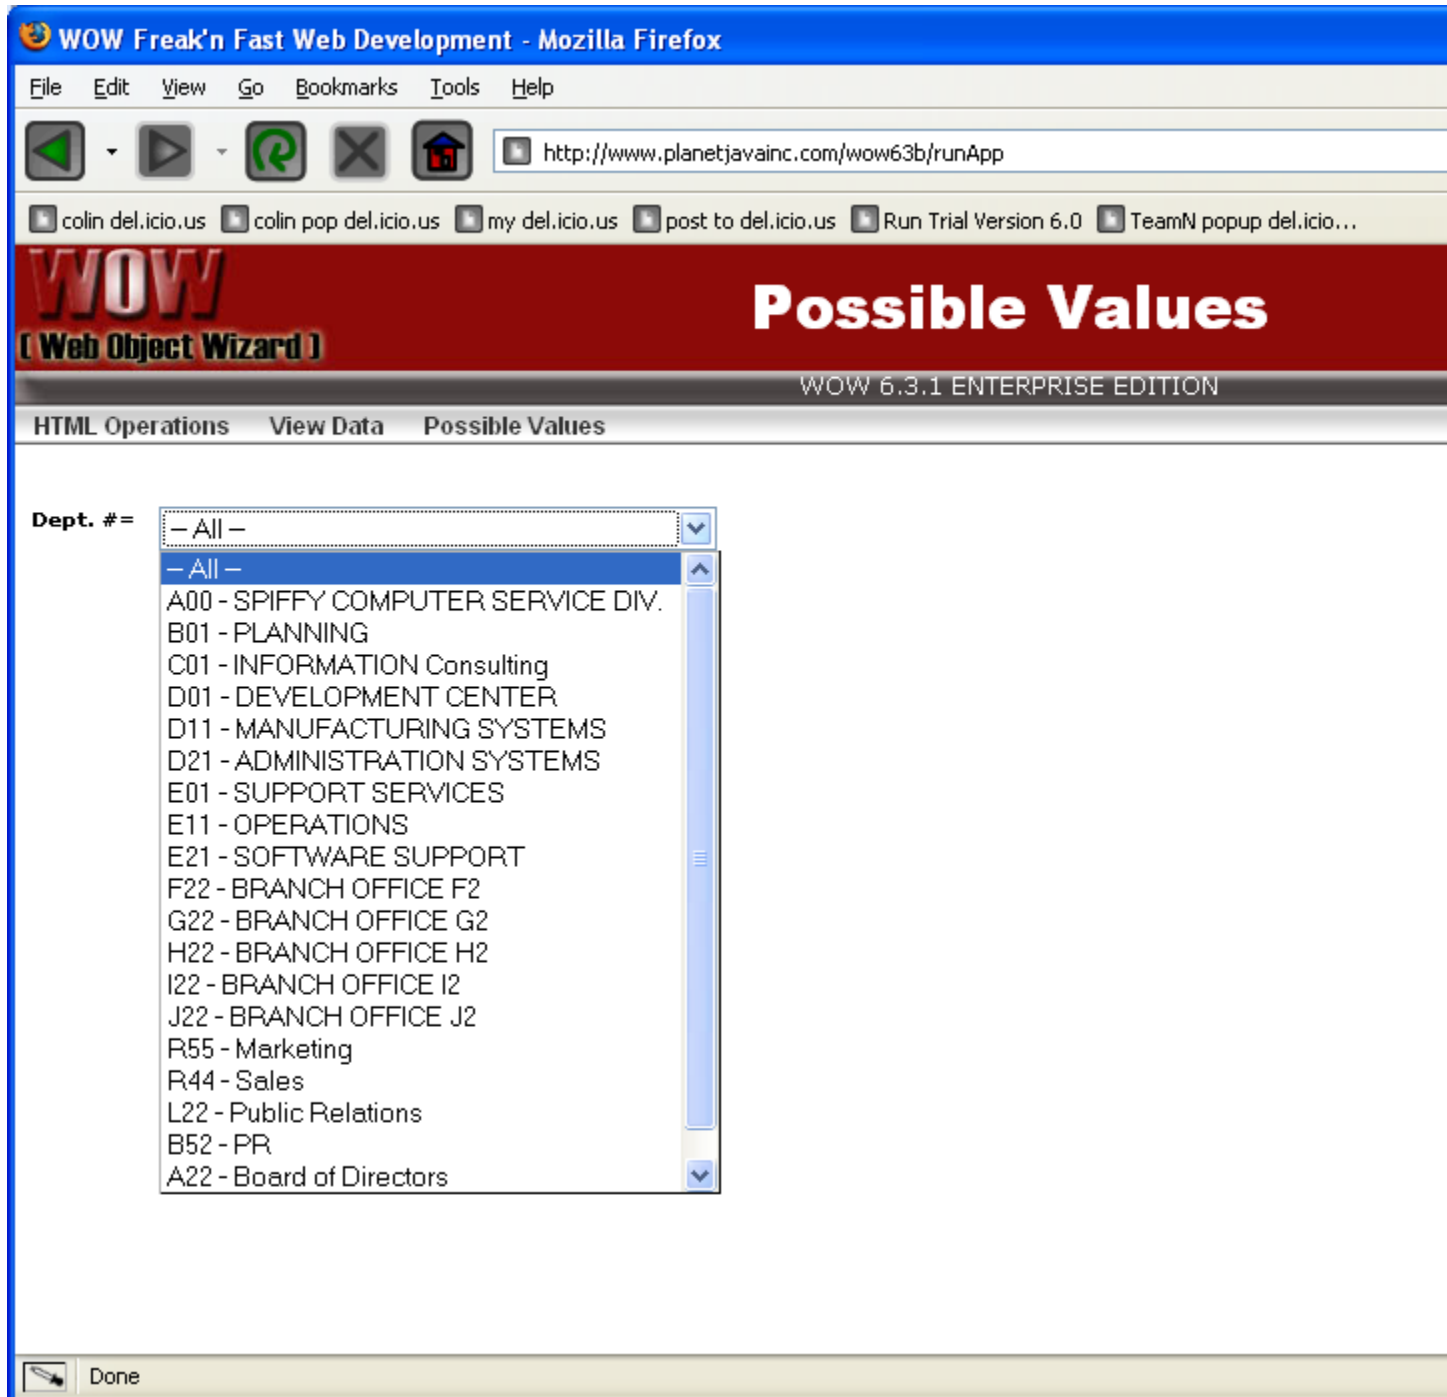 WOW Freak'n Fast Web Development - Mozilla Firefox
File Edit View Go Bookmarks Tools Help
http://www.planetjavainc.com/wow63b/runApp
colin del.icio.us colin pop del.icio.us my del.icio.us post to del.icio.us Run Trial Version 6.0 TeamN popup del.icio...
WOW
[ Web Object Wizard ]
Possible Values
WOW 6.3.1 ENTERPRISE EDITION
HTML Operations View Data Possible Values
Dept. #= -- All --
-- All --
A00 - SPIFFY COMPUTER SERVICE DIV.
B01 - PLANNING
C01 - INFORMATION Consulting
D01 - DEVELOPMENT CENTER
D11 - MANUFACTURING SYSTEMS
D21 - ADMINISTRATION SYSTEMS
E01 - SUPPORT SERVICES
E11 - OPERATIONS
E21 - SOFTWARE SUPPORT
F22 - BRANCH OFFICE F2
G22 - BRANCH OFFICE G2
H22 - BRANCH OFFICE H2
I22 - BRANCH OFFICE I2
J22 - BRANCH OFFICE J2
R55 - Marketing
R44 - Sales
L22 - Public Relations
B52 - PR
A22 - Board of Directors
Done